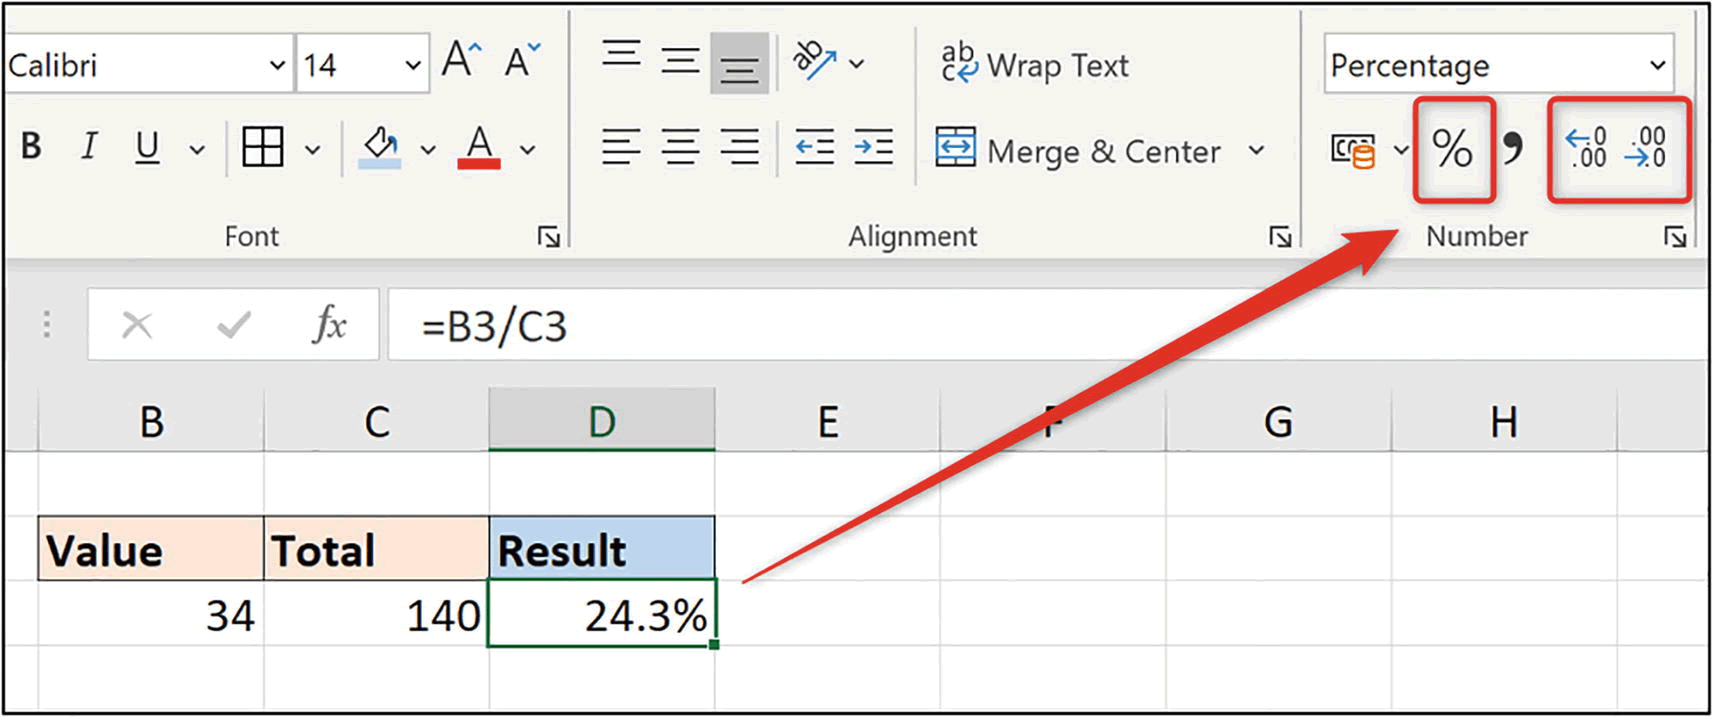 Calibri 14 A A ab Wrap Text Percentage
B I U A Merge & Center % , .0 .00 .00 .0
Font Alignment Number
fx =B3/C3
B C D E F G H
Value Total Result
34 140 24.3%